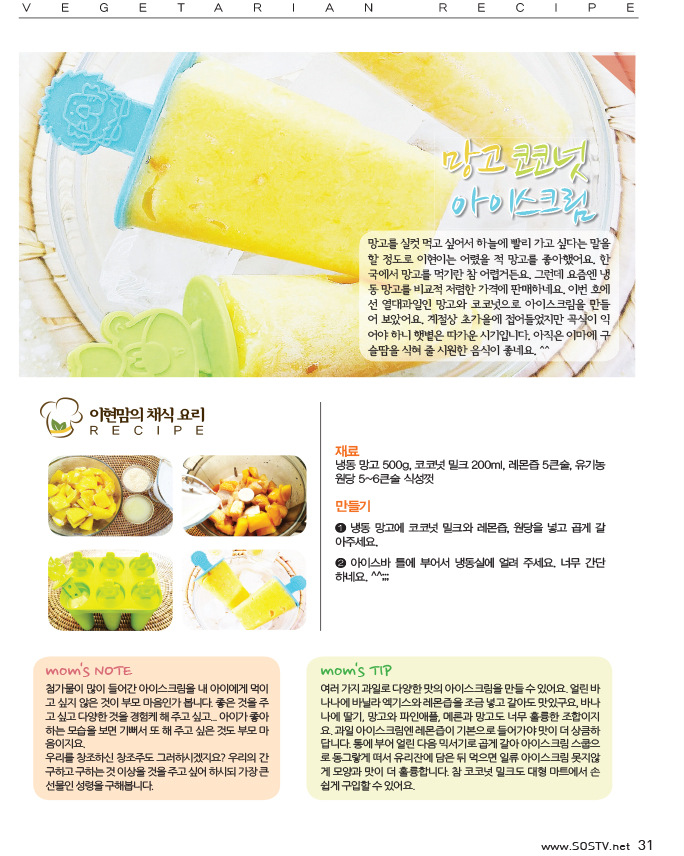 VEGETARIAN RECIPE
망고 코코넛
아이스크림
망고를 실컷 먹고 싶어서 하늘에 빨리 가고 싶다는 말을
할 정도로 이현이는 어렸을 적 망고를 좋아했어요. 한
국에서 망고를 먹기란 참 어렵거든요. 그런데 요즘엔 냉
동 망고를 비교적 저렴한 가격에 판매하네요. 이번 호에
선 열대과일인 망고와 코코넛으로 아이스크림을 만들
어 보았어요. 계절상 초가을에 접어들었지만 곡식이 익
어야 하니 햇볕은 따가운 시기입니다. 아직은 이마에 구
슬땀을 식혀 줄 시원한 음식이 좋네요. ^^
이현맘의 채식 요리
RECIPE
재료
냉동 망고 500g, 코코넛 밀크 200ml, 레몬즙 5큰술, 유기농
원당 5~6큰술 식성껏
만들기
❶ 냉동 망고에 코코넛 밀크와 레몬즙, 원당을 넣고 곱게 갈
아주세요.
❷ 아이스바 틀에 부어서 냉동실에 얼려 주세요. 너무 간단
하네요. ^^;;;
mom's NOTE
첨가물이 많이 들어간 아이스크림을 내 아이에게 먹이
고 싶지 않은 것이 부모 마음인가 봅니다. 좋은 것을 주
고 싶고 다양한 것을 경험케 해 주고 싶고... 아이가 좋아
하는 모습을 보면 기뻐서 또 해 주고 싶은 것도 부모 마
음이지요.
우리를 창조하신 창조주도 그러하시겠지요? 우리의 간
구하고 구하는 것 이상을 것을 주고 싶어 하시되 가장 큰
선물인 성령을 구해봅니다.
mom's TIP
여러 가지 과일로 다양한 맛의 아이스크림을 만들 수 있어요. 얼린 바
나나에 바닐라 엑기스와 레몬즙을 조금 넣고 갈아도 맛있구요, 바나
나에 딸기, 망고와 파인애플, 메론과 망고도 너무 훌륭한 조합이지
요. 과일 아이스크림엔 레몬즙이 기본으로 들어가야 맛이 더 상큼하
답니다. 통에 부어 얼린 다음 믹서기로 곱게 갈아 아이스크림 스쿱으
로 동그랗게 떠서 유리잔에 담은 뒤 먹으면 일류 아이스크림 못지않
게 모양과 맛이 더 훌륭합니다. 참 코코넛 밀크도 대형 마트에서 손
쉽게 구입할 수 있어요.
www.SOSTV.net 31